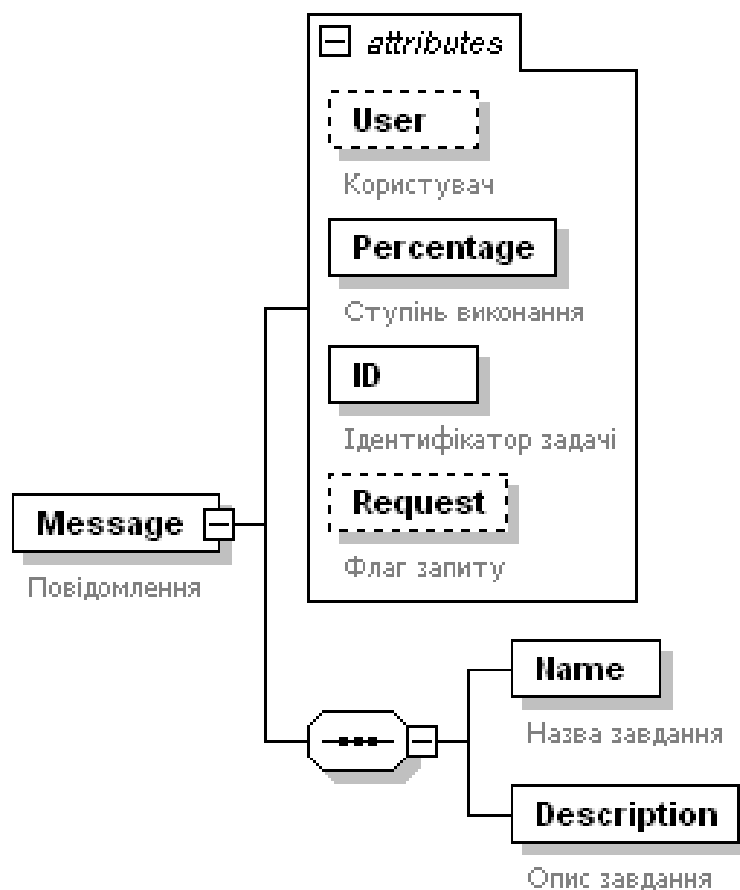 attributes
User
Користувач
Percentage
Ступінь виконання
ID
Ідентифікатор задачі
Request
Флаг запиту
Message
Повідомлення
Name
Назва завдання
Description
Опис завдання